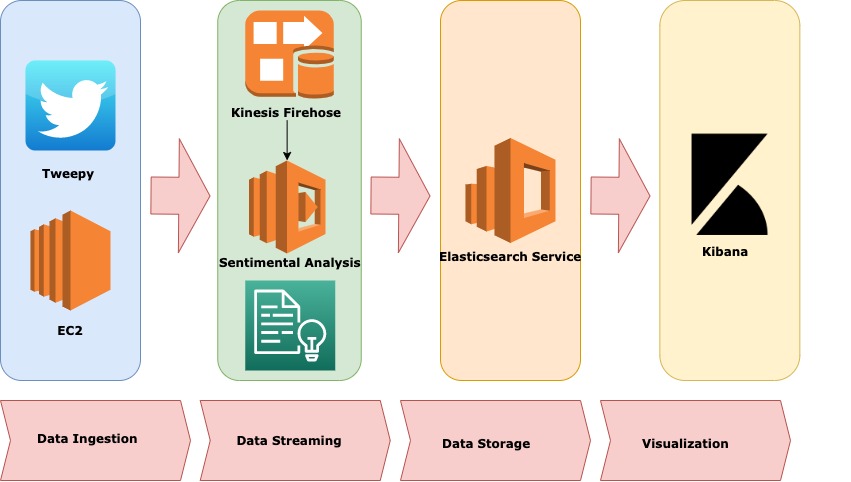 Tweepy
EC2
Kinesis Firehose
Sentimental Analysis
Elasticsearch Service
Kibana
Data Ingestion
Data Streaming
Data Storage
Visualization